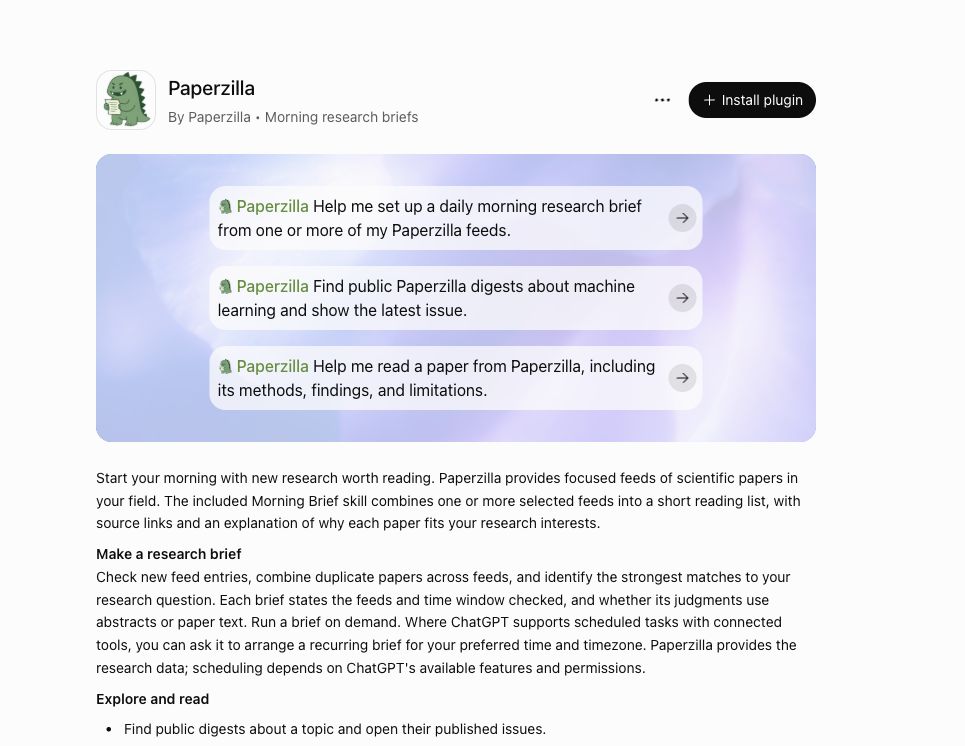 Paperzilla
By Paperzilla • Morning research briefs
Install plugin
Paperzilla Help me set up a daily morning research brief
from one or more of my Paperzilla feeds.
Paperzilla Find public Paperzilla digests about machine
learning and show the latest issue.
Paperzilla Help me read a paper from Paperzilla, including
its methods, findings, and limitations.
Start your morning with new research worth reading. Paperzilla provides focused feeds of scientific papers in
your field. The included Morning Brief skill combines one or more selected feeds into a short reading list, with
source links and an explanation of why each paper fits your research interests.
Make a research brief
Check new feed entries, combine duplicate papers across feeds, and identify the strongest matches to your
research question. Each brief states the feeds and time window checked, and whether its judgments use
abstracts or paper text. Run a brief on demand. Where ChatGPT supports scheduled tasks with connected
tools, you can ask it to arrange a recurring brief for your preferred time and timezone. Paperzilla provides the
research data; scheduling depends on ChatGPT's available features and permissions.
Explore and read
• Find public digests about a topic and open their published issues.